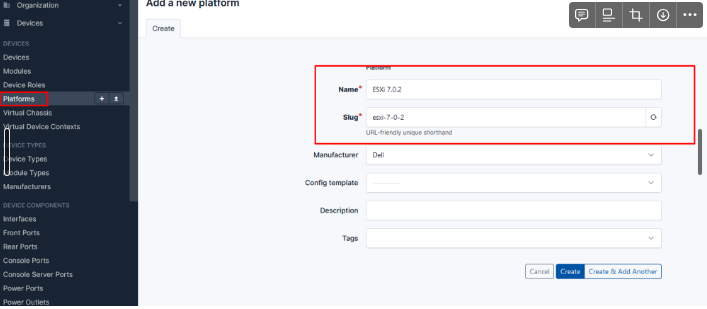 Organization
Devices
DEVICES
Devices
Modules
Device Roles
Platforms
Virtual Chassis
Virtual Device Contexts
DEVICE TYPES
Device Types
Module Types
Manufacturers
DEVICE COMPONENTS
Interfaces
Front Ports
Rear Ports
Console Ports
Console Server Ports
Power Ports
Power Outlets
Add a new platform
Create
Platform
Name* ESXi 7.0.2
Slug* esxi-7-0-2
URL-friendly unique shorthand
Manufacturer Dell
Config template ---------
Description
Tags
Cancel Create Create & Add Another